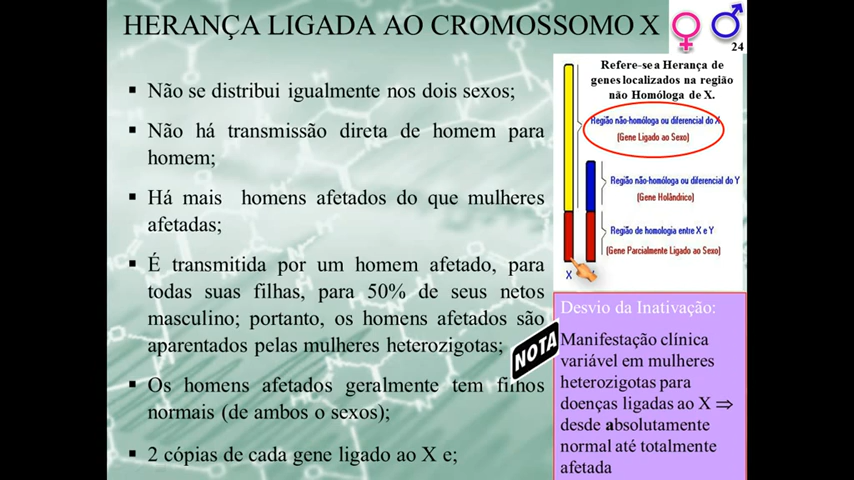 HERANÇA LIGADA AO CROMOSSOMO X
24
▪ Não se distribui igualmente nos dois sexos;
▪ Não há transmissão direta de homem para
homem;
▪ Há mais homens afetados do que mulheres
afetadas;
▪ É transmitida por um homem afetado, para
todas suas filhas, para 50% de seus netos
masculino; portanto, os homens afetados são
aparentados pelas mulheres heterozigotas;
▪ Os homens afetados geralmente tem filhos
normais (de ambos o sexos);
▪ 2 cópias de cada gene ligado ao X e;
Refere-se a Herança de
genes localizados na região
não Homóloga de X.
Região não-homóloga ou diferencial do X
(Gene Ligado ao Sexo)
Região não-homóloga ou diferencial do Y
(Gene Holândrico)
Região de homologia entre X e Y
(Gene Parcialmente Ligado ao Sexo)
X
NOTA
Desvio da Inativação:
Manifestação clínica
variável em mulheres
heterozigotas para
doenças ligadas ao X ⇒
desde absolutamente
normal até totalmente
afetada